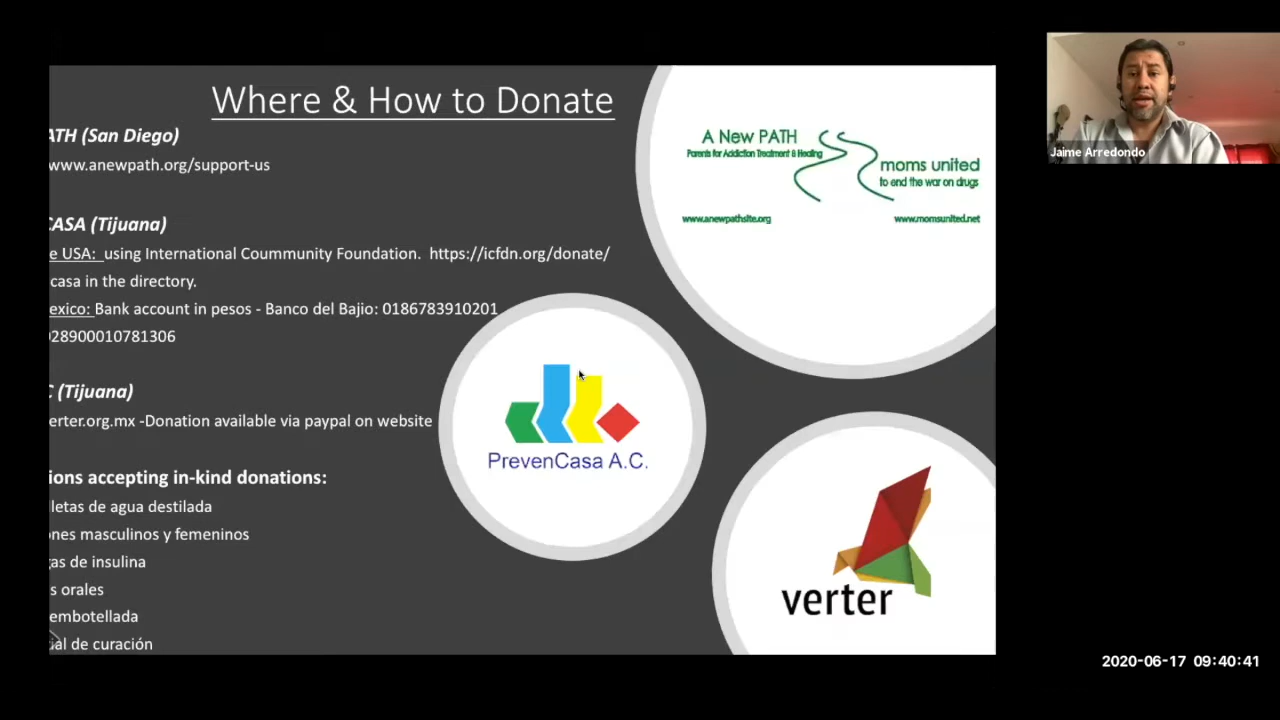 Where & How to Donate
ATH (San Diego)
www.anewpath.org/support-us
CASA (Tijuana)
e USA: using International Coummunity Foundation. https://icfdn.org/donate/
casa in the directory.
exico: Bank account in pesos - Banco del Bajio: 0186783910201
028900010781306
C (Tijuana)
erter.org.mx -Donation available via paypal on website
ions accepting in-kind donations:
letas de agua destilada
ones masculinos y femeninos
gas de insulina
s orales
embotellada
ial de curación
A New PATH
Parents for Addiction Treatment & Healing
moms united
to end the war on drugs
www.anewpathsite.org
www.momsunited.net
PrevenCasa A.C.
verter
Jaime Arredondo
2020-06-17 09:40:41